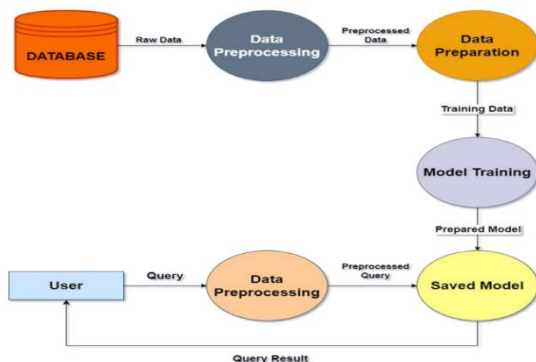 DATABASE
Raw Data
Data
Preprocessing
Preprocessed
Data
Data
Preparation
Training Data
Model Training
Prepared Model
User
Query
Data
Preprocessing
Preprocessed
Query
Saved Model
Query Result